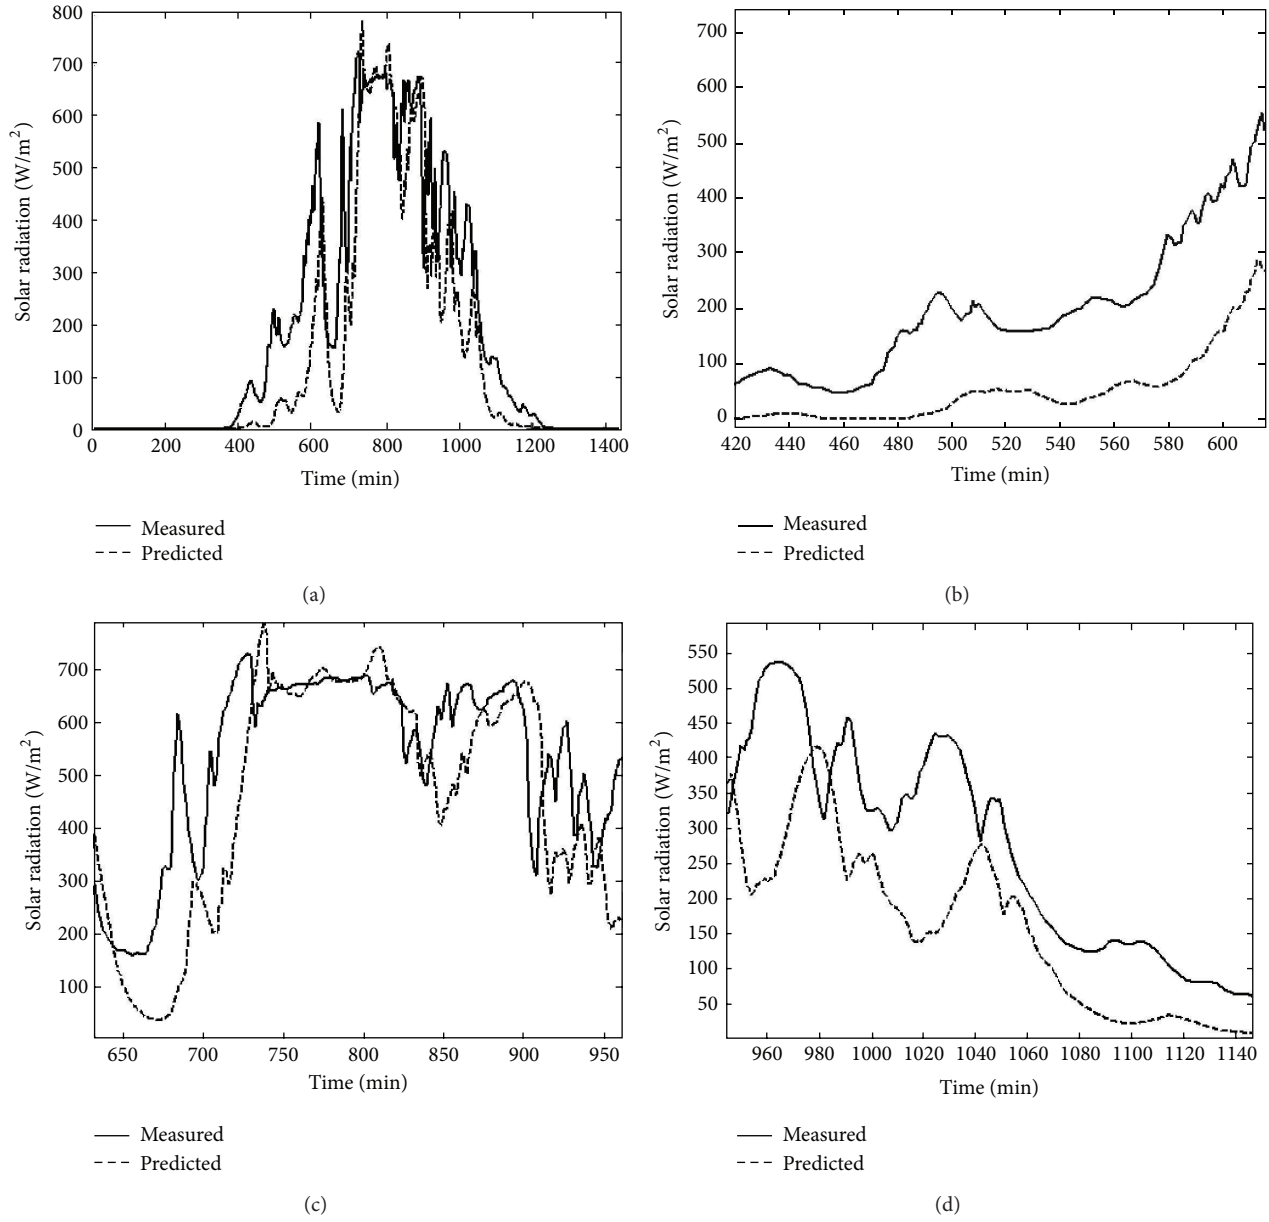 800
700
600
500
400
300
200
100
0
Solar radiation (W/m²)
0 200 400 600 800 1000 1200 1400
Time (min)
Measured
Predicted
(a)
700
600
500
400
300
200
100
0
Solar radiation (W/m²)
420 440 460 480 500 520 540 560 580 600
Time (min)
Measured
Predicted
(b)
700
600
500
400
300
200
100
Solar radiation (W/m²)
650 700 750 800 850 900 950
Time (min)
Measured
Predicted
(c)
550
500
450
400
350
300
250
200
150
100
50
Solar radiation (W/m²)
960 980 1000 1020 1040 1060 1080 1100 1120 1140
Time (min)
Measured
Predicted
(d)